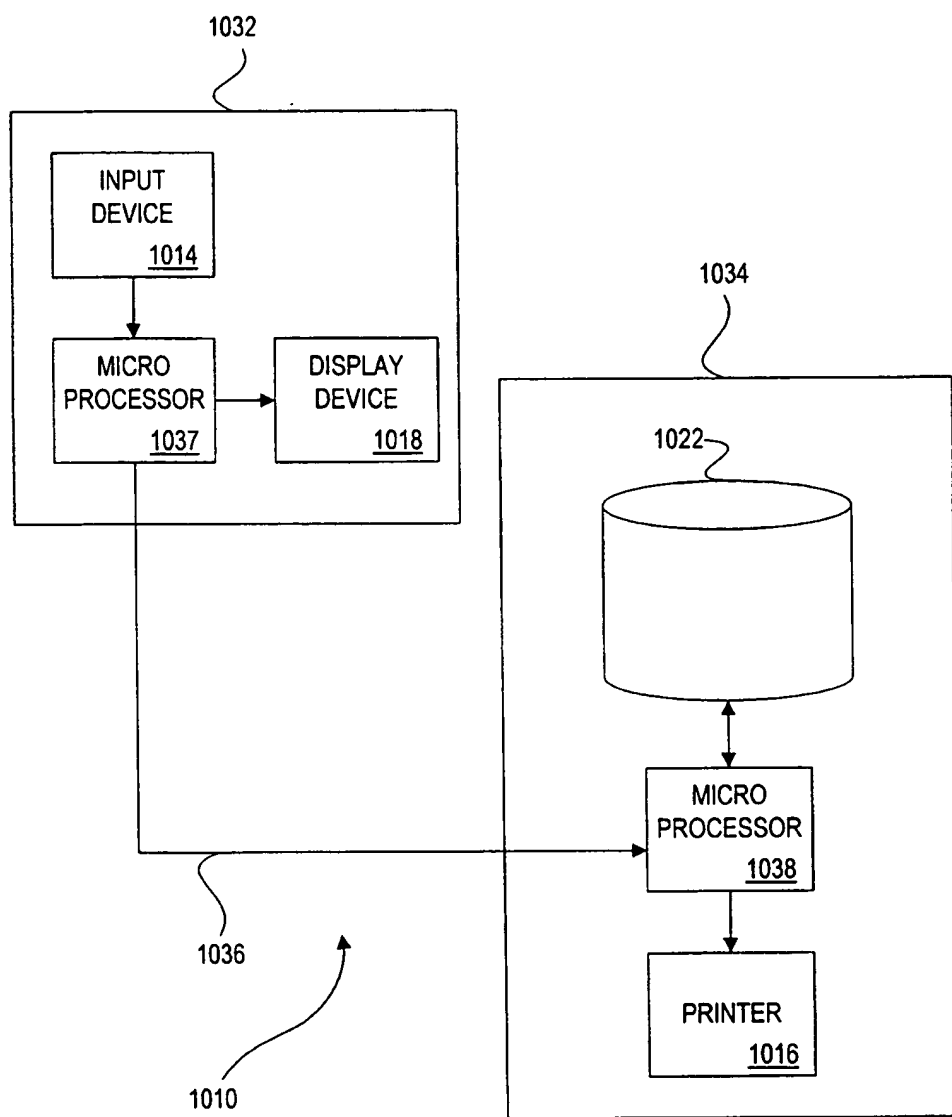 1032
INPUT
DEVICE
1014
1034
MICRO
PROCESSOR
1037
DISPLAY
DEVICE
1018
1022
MICRO
PROCESSOR
1038
1036
PRINTER
1016
1010